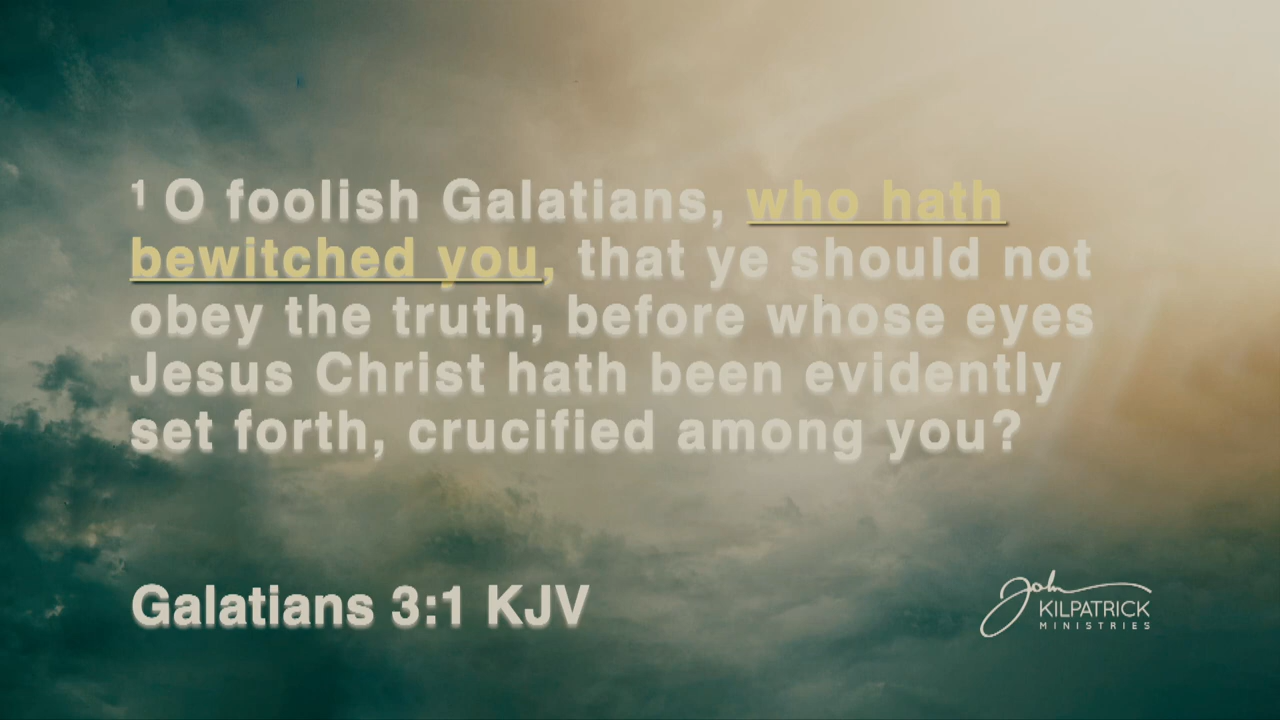 1 O foolish Galatians, who hath
bewitched you, that ye should not
obey the truth, before whose eyes
Jesus Christ hath been evidently
set forth, crucified among you?
Galatians 3:1 KJV
John
KILPATRICK
MINISTRIES